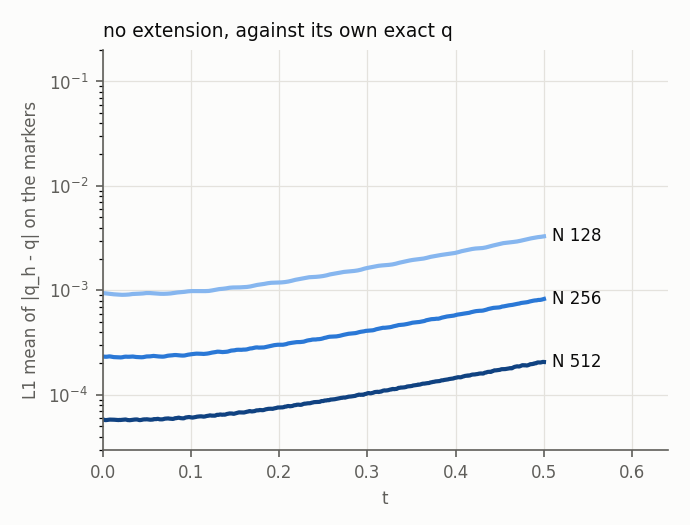 no extension, against its own exact q
L1 mean of |q_h - q| on the markers
10⁻¹
10⁻²
10⁻³
10⁻⁴
N 128
N 256
N 512
0.0 0.1 0.2 0.3 0.4 0.5 0.6
t